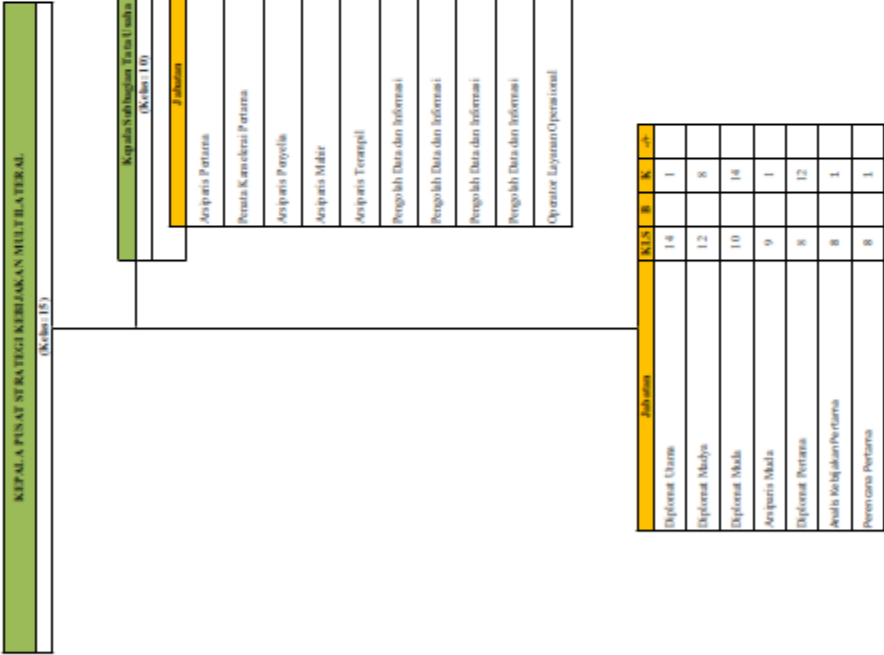 KEPALA PUSAT STRATEGI KEBIJAKAN MULTILATERAL
(Kelas: 15)
Kepala Subbagian Tata Usaha
(Kelas: 10)
Jabatan
Arsiparis Pertama
Penata Kanselerai Pertama
Arsiparis Penyelia
Arsiparis Mahir
Arsiparis Terampil
Pengolah Data dan Informasi
Pengolah Data dan Informasi
Pengolah Data dan Informasi
Pengolah Data dan Informasi
Operator Layanan Operasional
Jabatan KLS B K -/+
Diplomat Utama 14 1
Diplomat Madya 12 8
Diplomat Muda 10 14
Arsiparis Muda 9 1
Diplomat Pertama 8 12
Analis Kebijakan Pertama 8 1
Perencana Pertama 8 1